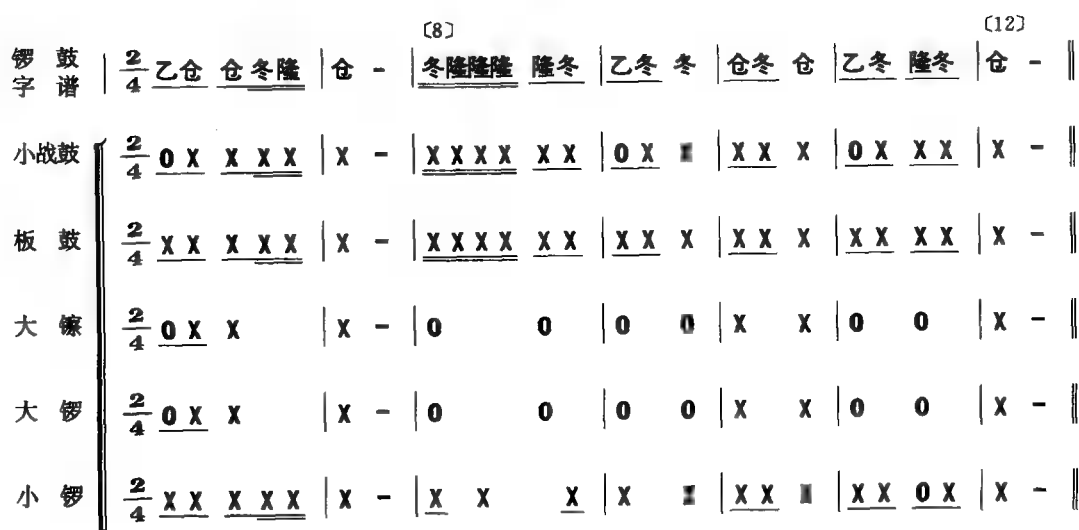 〔8〕 〔12〕
锣鼓字谱 | 2/4 乙仓 仓冬隆 | 仓 - | 冬隆隆隆 隆冬 | 乙冬 冬 | 仓冬 仓 | 乙冬 隆冬 | 仓 - ‖
小战鼓 2/4 0 X X X X | X - | X X X X X X | 0 X X | X X X | 0 X X X | X - ‖
板鼓 2/4 X X X X X | X - | X X X X X X | X X X | X X X | X X X X | X - ‖
大镲 2/4 0 X X | X - | 0 0 | 0 0 | X X | 0 0 | X - ‖
大锣 2/4 0 X X | X - | 0 0 | 0 0 | X X | 0 0 | X - ‖
小锣 2/4 X X X X X | X - | X X X | X X | X X X | X X 0 X | X - ‖